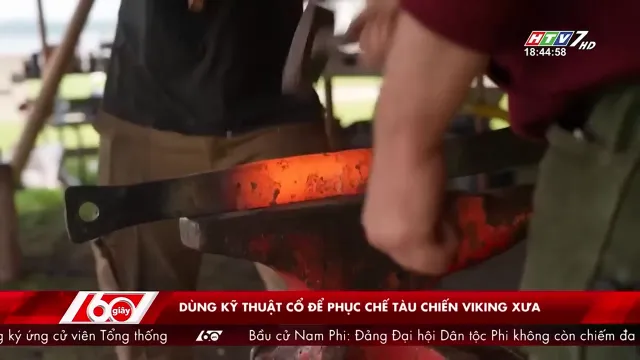 HTV7 HD
18:44:58
60 giây
DÙNG KỸ THUẬT CỔ ĐỂ PHỤC CHẾ TÀU CHIẾN VIKING XƯA
g ký ứng cử viên Tổng thống 60 Bầu cử Nam Phi: Đảng Đại hội Dân tộc Phi không còn chiếm đa